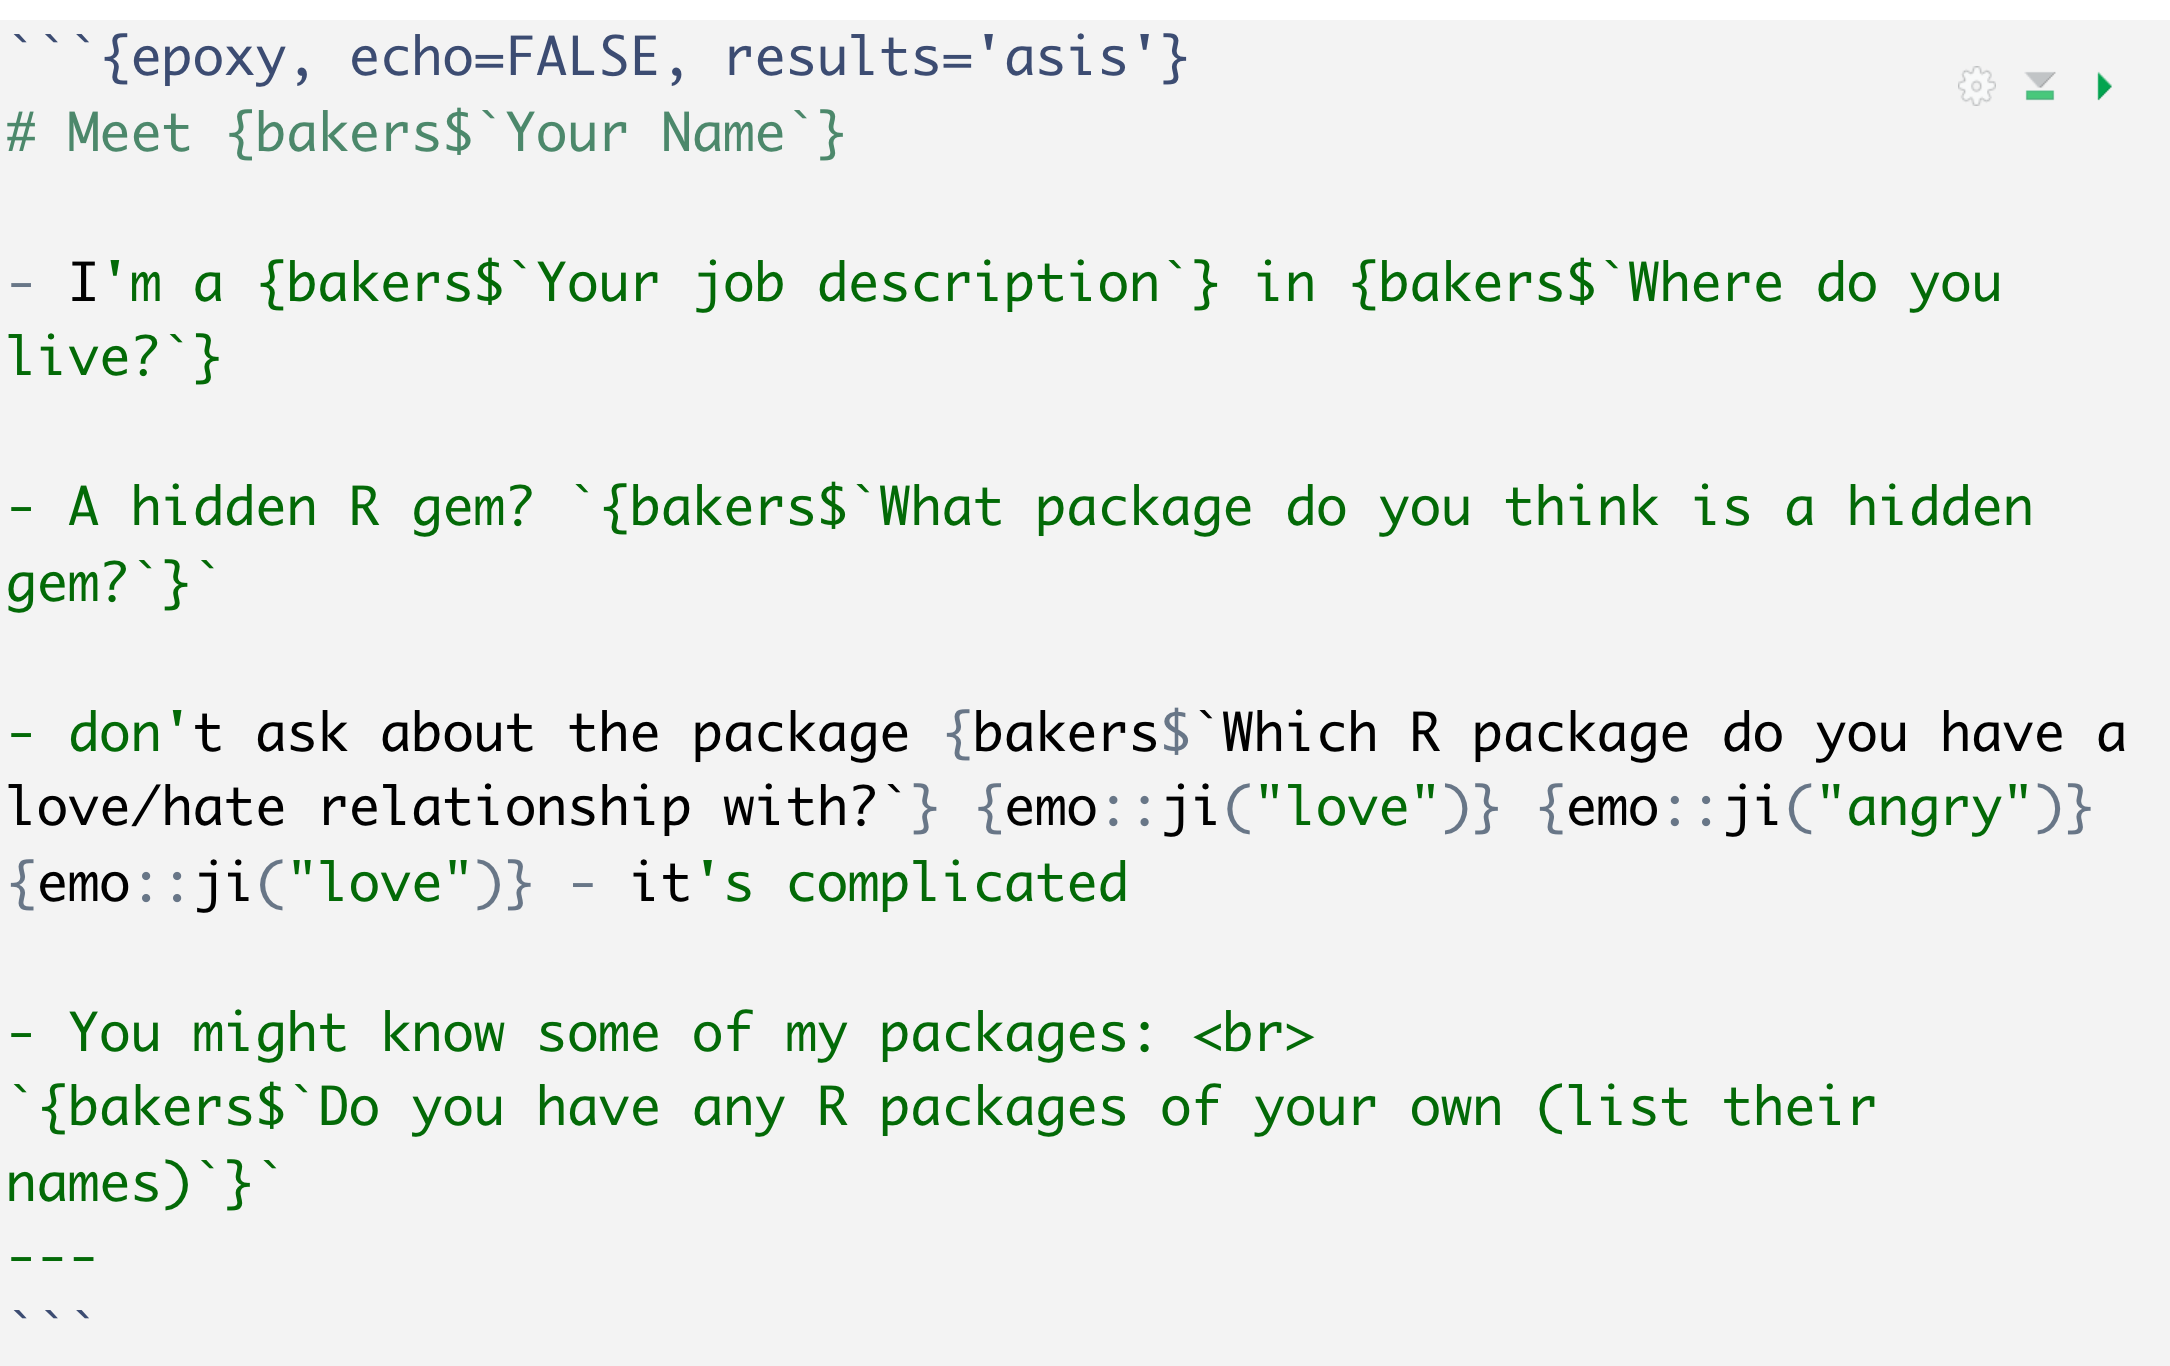 ```{epoxy, echo=FALSE, results='asis'}
# Meet {bakers$`Your Name`}
- I'm a {bakers$`Your job description`} in {bakers$`Where do you
live?`}
- A hidden R gem? `{bakers$`What package do you think is a hidden
gem?`}`
- don't ask about the package {bakers$`Which R package do you have a
love/hate relationship with?`} {emo::ji("love")} {emo::ji("angry")}
{emo::ji("love")} - it's complicated
- You might know some of my packages: <br>
`{bakers$`Do you have any R packages of your own (list their
names)`}`
---
```